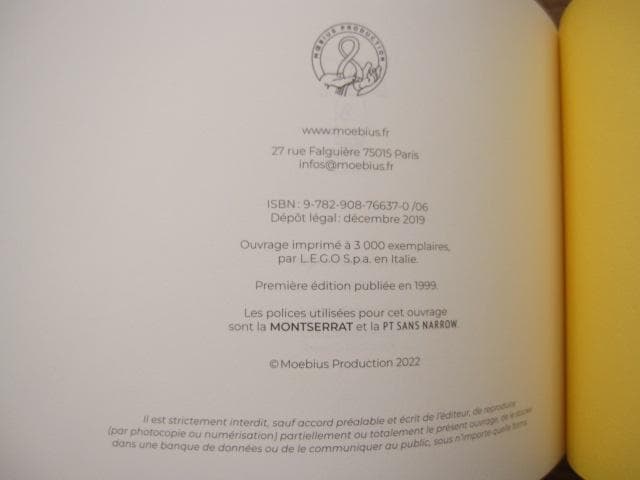 MŒBIUS PRODUCTION
www.moebius.fr
27 rue Falguière 75015 Paris
infos@moebius.fr
ISBN : 9-782-908-76637-0 /06
Dépôt légal : décembre 2019
Ouvrage imprimé à 3 000 exemplaires,
par L.E.G.O S.p.a. en Italie.
Première édition publiée en 1999.
Les polices utilisées pour cet ouvrage
sont la MONTSERRAT et la PT SANS NARROW.
© Moebius Production 2022
Il est strictement interdit, sauf accord préalable et écrit de l'éditeur, de reproduire
(par photocopie ou numérisation) partiellement ou totalement le présent ouvrage, de le stocker
dans une banque de données ou de le communiquer au public, sous n'importe quelle forme.